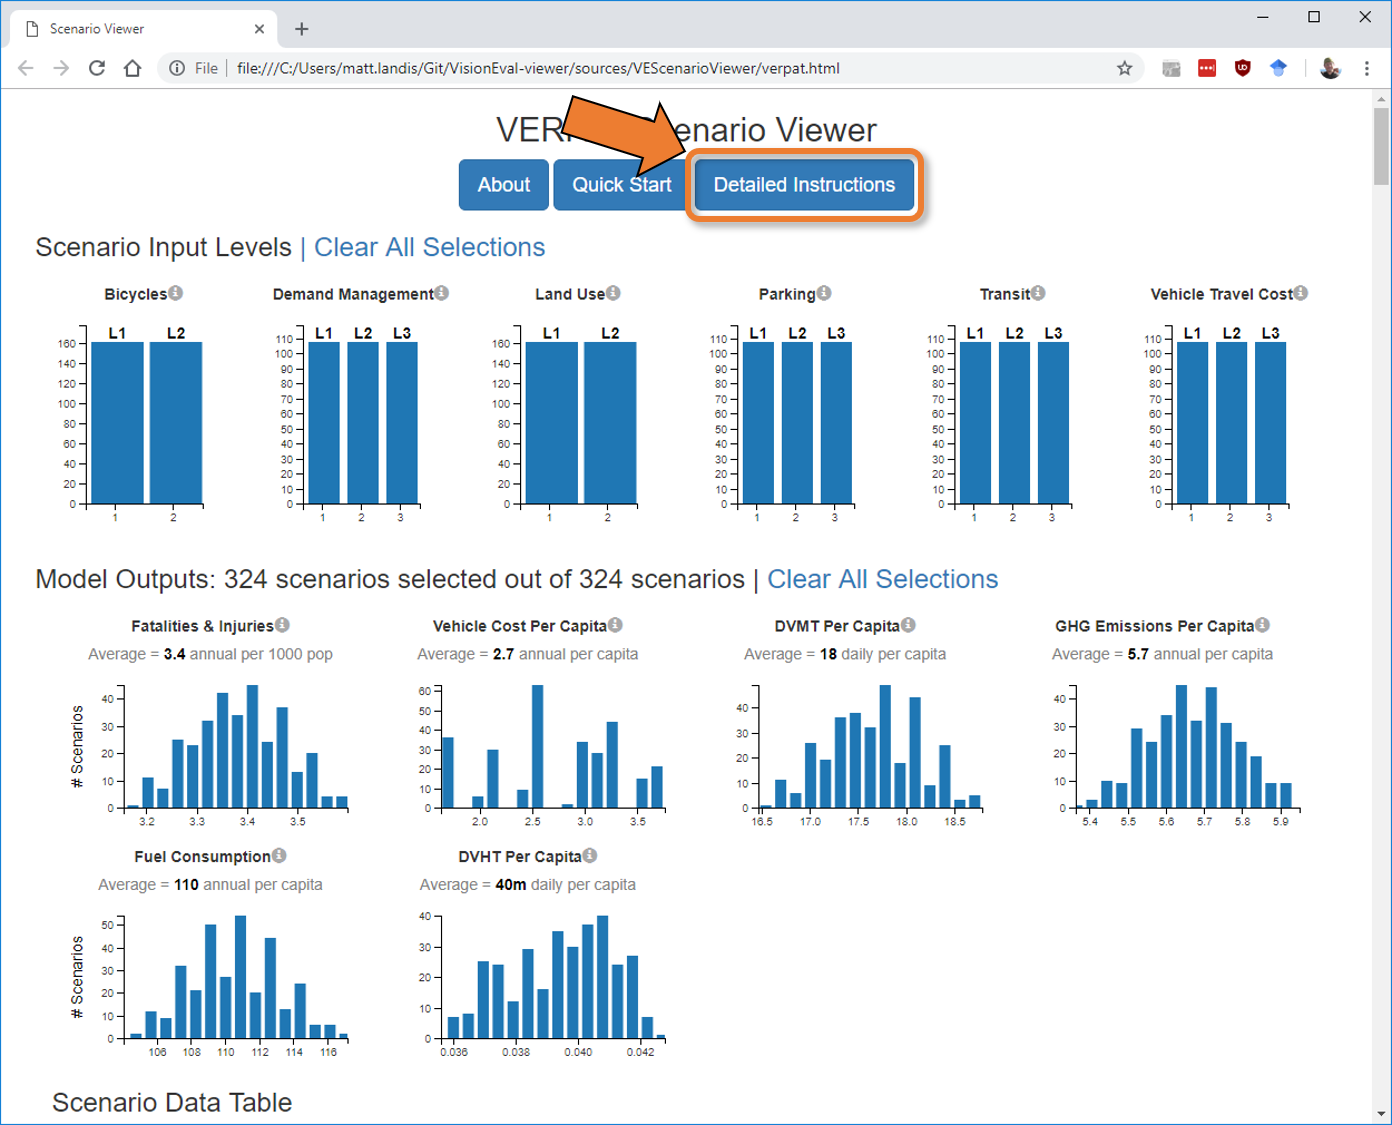 Scenario Viewer
File | file:///C:/Users/matt.landis/Git/VisionEval-viewer/sources/VEScenarioViewer/verpat.html
Scenario Viewer
About Quick Start Detailed Instructions
Scenario Input Levels | Clear All Selections
Bicycles Demand Management Land Use Parking Transit Vehicle Travel Cost
L1 L2
160
140
120
100
80
60
40
20
0
1 2
L1 L2 L3
110
100
90
80
70
60
50
40
30
20
10
0
1 2 3
L1 L2
160
140
120
100
80
60
40
20
0
1 2
L1 L2 L3
110
100
90
80
70
60
50
40
30
20
10
0
1 2 3
L1 L2 L3
110
100
90
80
70
60
50
40
30
20
10
0
1 2 3
L1 L2 L3
110
100
90
80
70
60
50
40
30
20
10
0
1 2 3
Model Outputs: 324 scenarios selected out of 324 scenarios | Clear All Selections
Fatalities & Injuries
Average = 3.4 annual per 1000 pop
# Scenarios
40
30
20
10
0
3.2 3.3 3.4 3.5
Vehicle Cost Per Capita
Average = 2.7 annual per capita
60
50
40
30
20
10
0
2.0 2.5 3.0 3.5
DVMT Per Capita
Average = 18 daily per capita
40
30
20
10
0
16.5 17.0 17.5 18.0 18.5
GHG Emissions Per Capita
Average = 5.7 annual per capita
40
30
20
10
0
5.4 5.5 5.6 5.7 5.8 5.9
Fuel Consumption
Average = 110 annual per capita
# Scenarios
50
40
30
20
10
0
106 108 110 112 114 116
DVHT Per Capita
Average = 40m daily per capita
40
30
20
10
0
0.036 0.038 0.040 0.042
Scenario Data Table